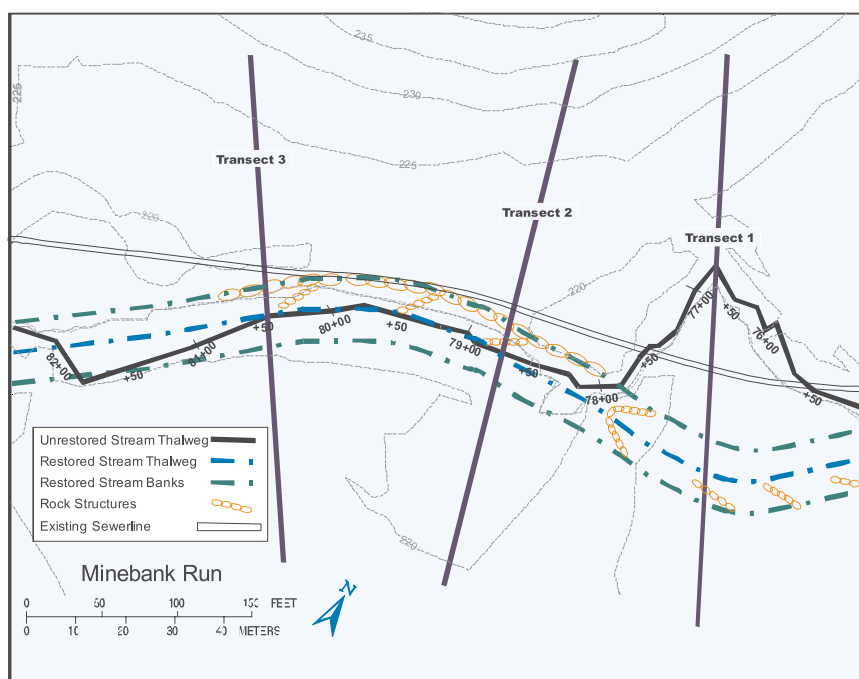 235
225
230
225
Transect 3
220
Transect 2
Transect 1
220
77+00
+50
76+00
+50
80+00
+50
+50
79+00
+50
81+00
82+00
+50
+50
78+00
Unrestored Stream Thalweg
Restored Stream Thalweg
Restored Stream Banks
Rock Structures
Existing Sewerline
220
Minebank Run
N
0 50 100 150 FEET
0 10 20 30 40 METERS